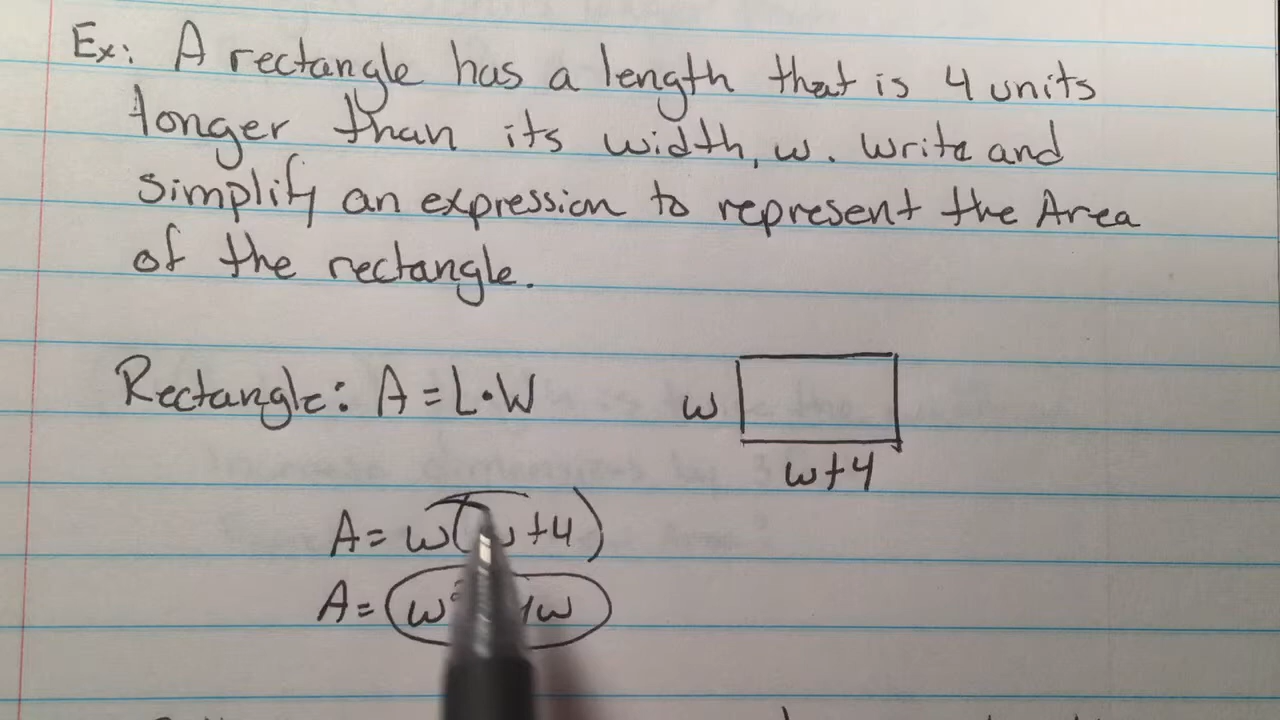 Ex: A rectangle has a length that is 4 units
longer than its width, w. Write and
simplify an expression to represent the Area
of the rectangle.
Rectangle: A = L·W
w
w+4
A = w( +4)
A = w² w